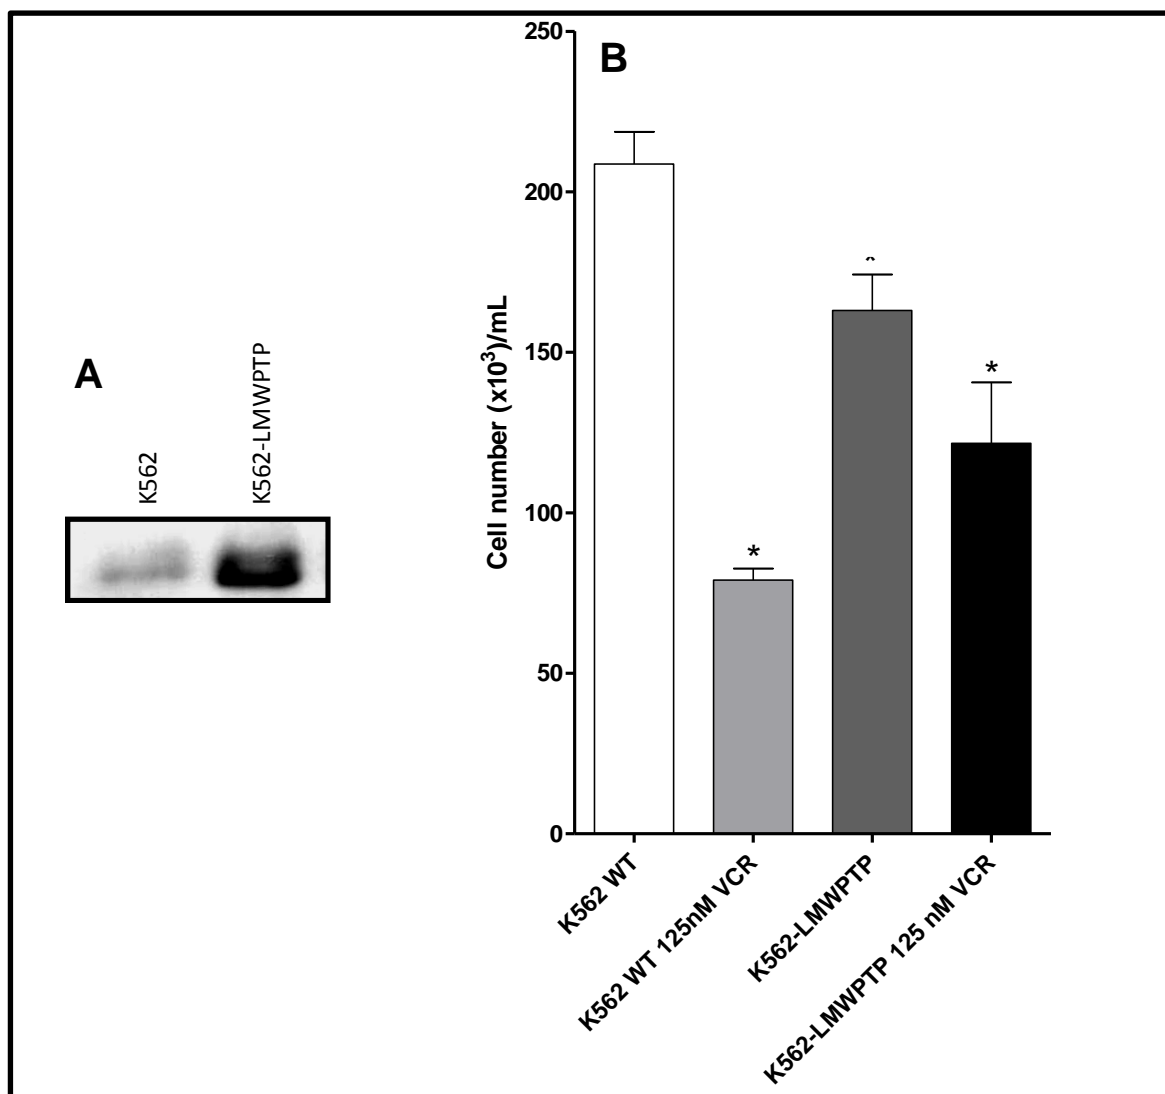 A
K562
K562-LMWPTP
B
Cell number (x10³)/mL
250
200
150
100
50
0
*
*
*
K562 WT
K562 WT 125nM VCR
K562-LMWPTP
K562-LMWPTP 125 nM VCR